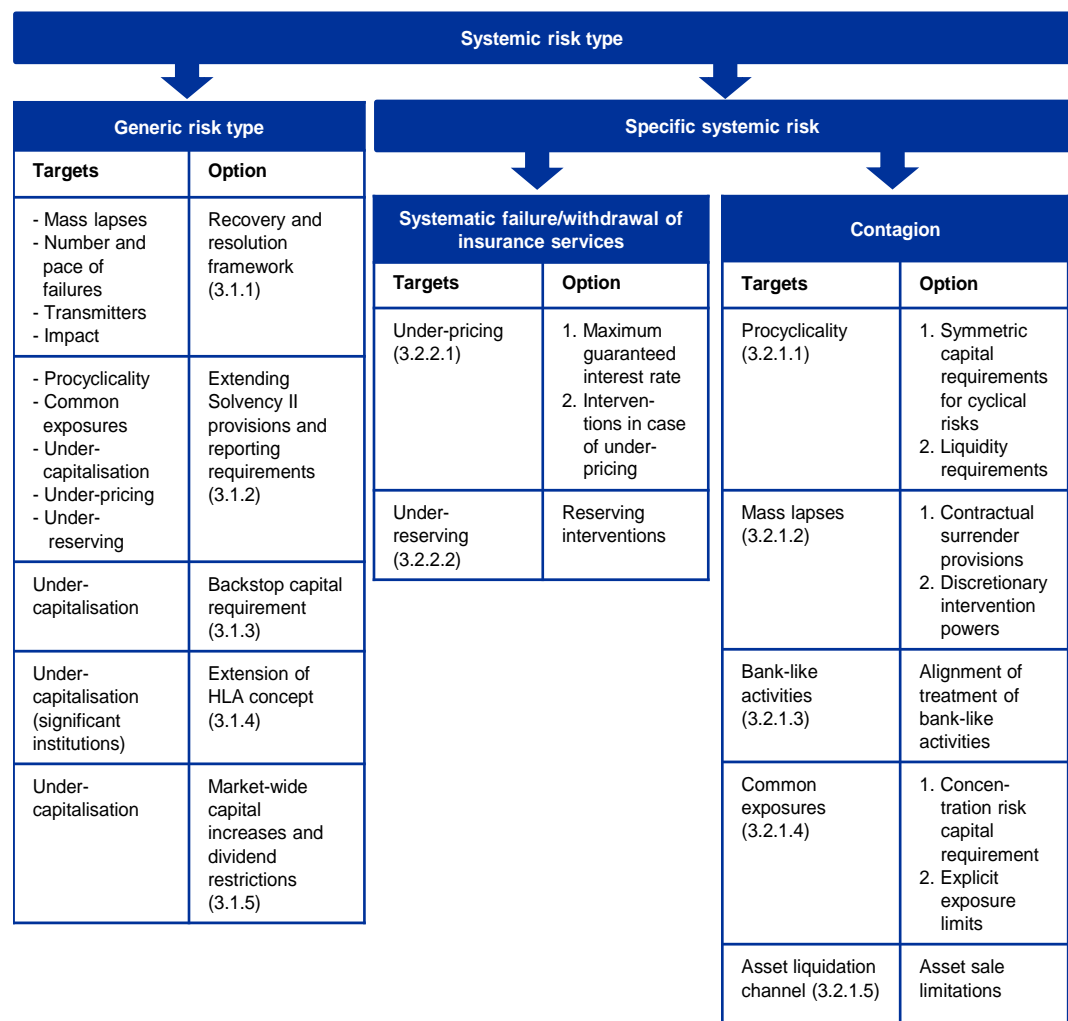 Systemic risk type
Generic risk type
Targets
Option
- Mass lapses
- Number and
pace of
failures
- Transmitters
- Impact
Recovery and
resolution
framework
(3.1.1)
- Procyclicality
- Common
exposures
- Under-
capitalisation
- Under-pricing
- Under-
reserving
Extending
Solvency II
provisions and
reporting
requirements
(3.1.2)
Under-
capitalisation
Backstop capital
requirement
(3.1.3)
Under-
capitalisation
(significant
institutions)
Extension of
HLA concept
(3.1.4)
Under-
capitalisation
Market-wide
capital
increases and
dividend
restrictions
(3.1.5)
Specific systemic risk
Systematic failure/withdrawal of
insurance services
Targets
Option
Under-pricing
(3.2.2.1)
1. Maximum
guaranteed
interest rate
2. Interven-
tions in case
of under-
pricing
Under-
reserving
(3.2.2.2)
Reserving
interventions
Contagion
Targets
Option
Procyclicality
(3.2.1.1)
1. Symmetric
capital
requirements
for cyclical
risks
2. Liquidity
requirements
Mass lapses
(3.2.1.2)
1. Contractual
surrender
provisions
2. Discretionary
intervention
powers
Bank-like
activities
(3.2.1.3)
Alignment of
treatment of
bank-like
activities
Common
exposures
(3.2.1.4)
1. Concen-
tration risk
capital
requirement
2. Explicit
exposure
limits
Asset liquidation
channel (3.2.1.5)
Asset sale
limitations